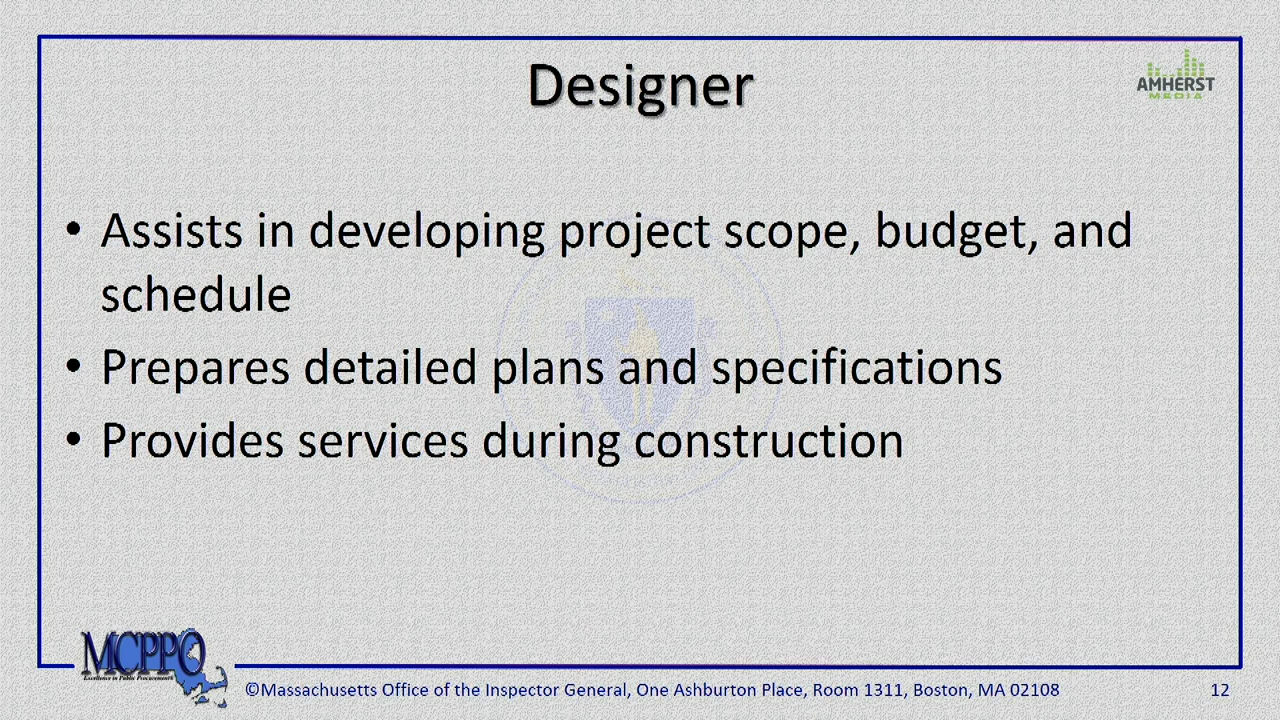 Designer
AMHERST
MEDIA
• Assists in developing project scope, budget, and
schedule
• Prepares detailed plans and specifications
• Provides services during construction
MCPPO
Excellence in Public Procurement
©Massachusetts Office of the Inspector General, One Ashburton Place, Room 1311, Boston, MA 02108
12